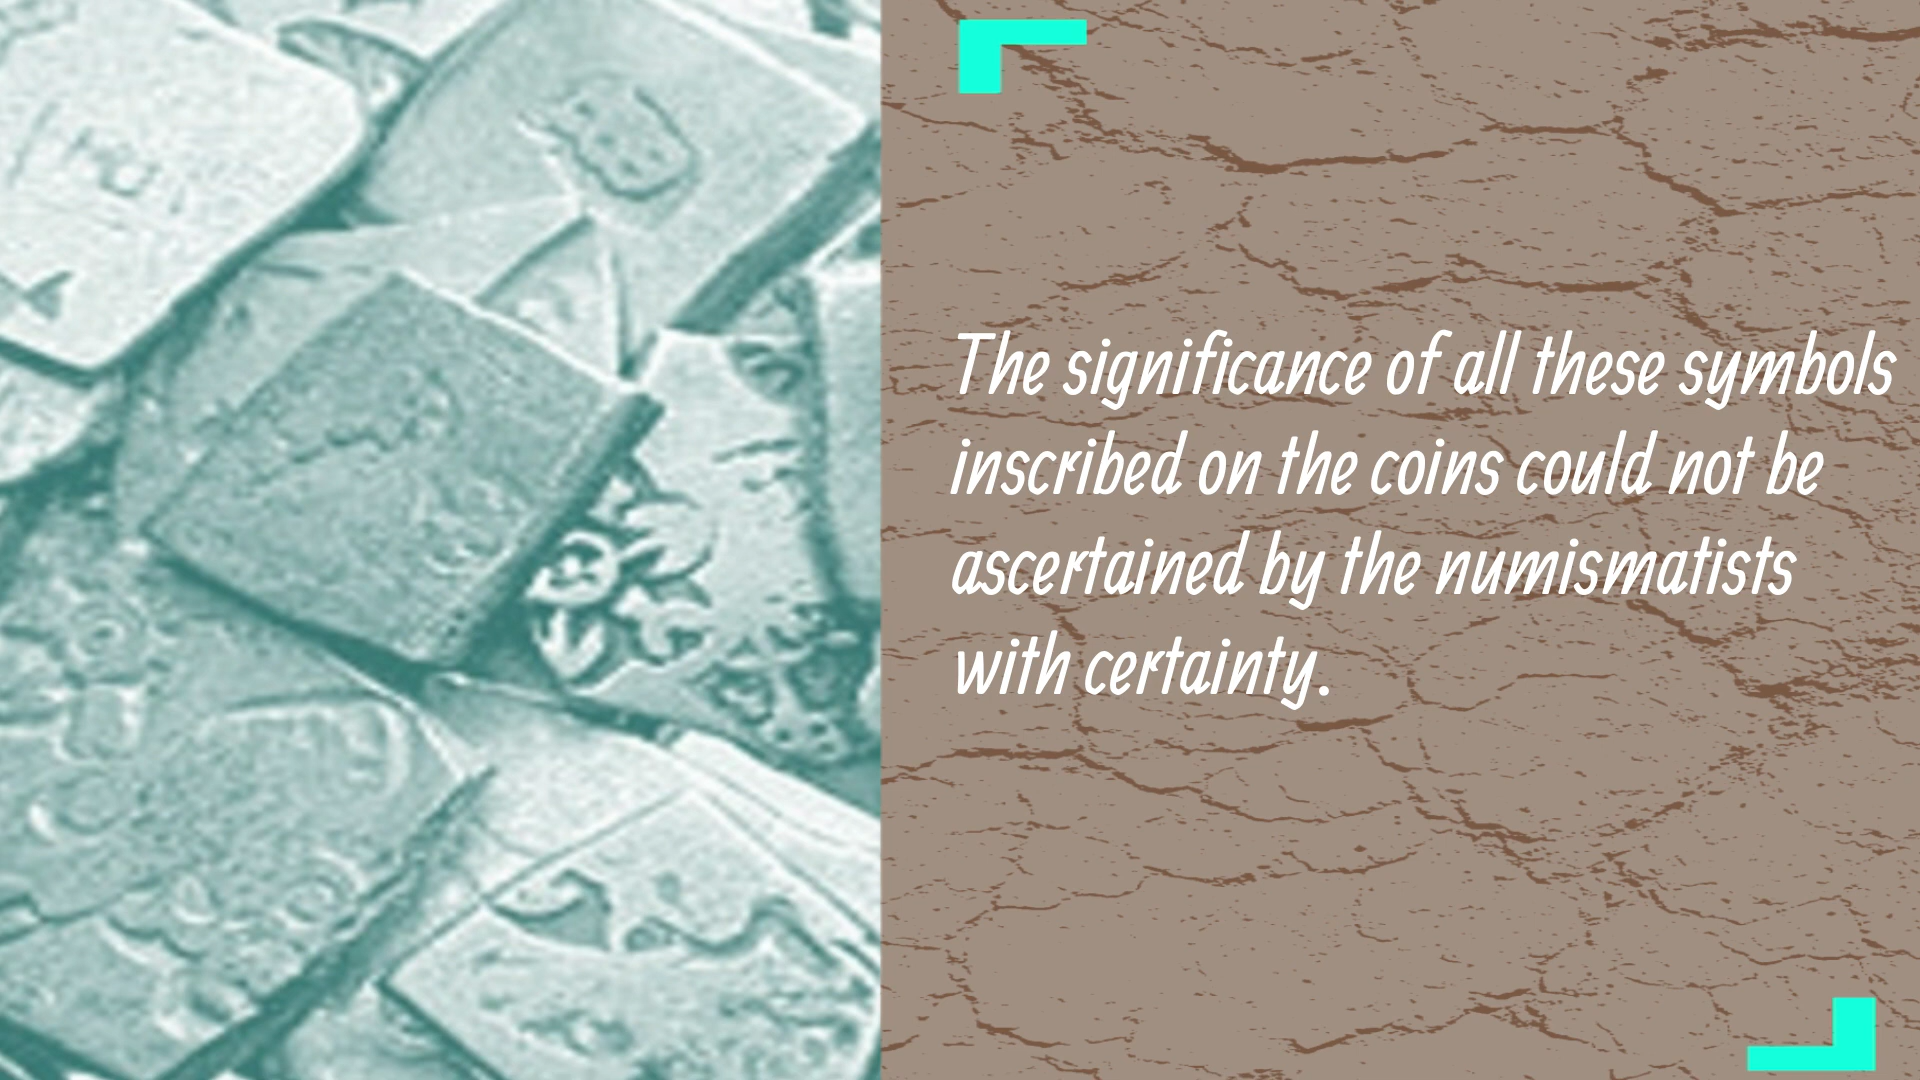 The significance of all these symbols
inscribed on the coins could not be
ascertained by the numismatists
with certainty.